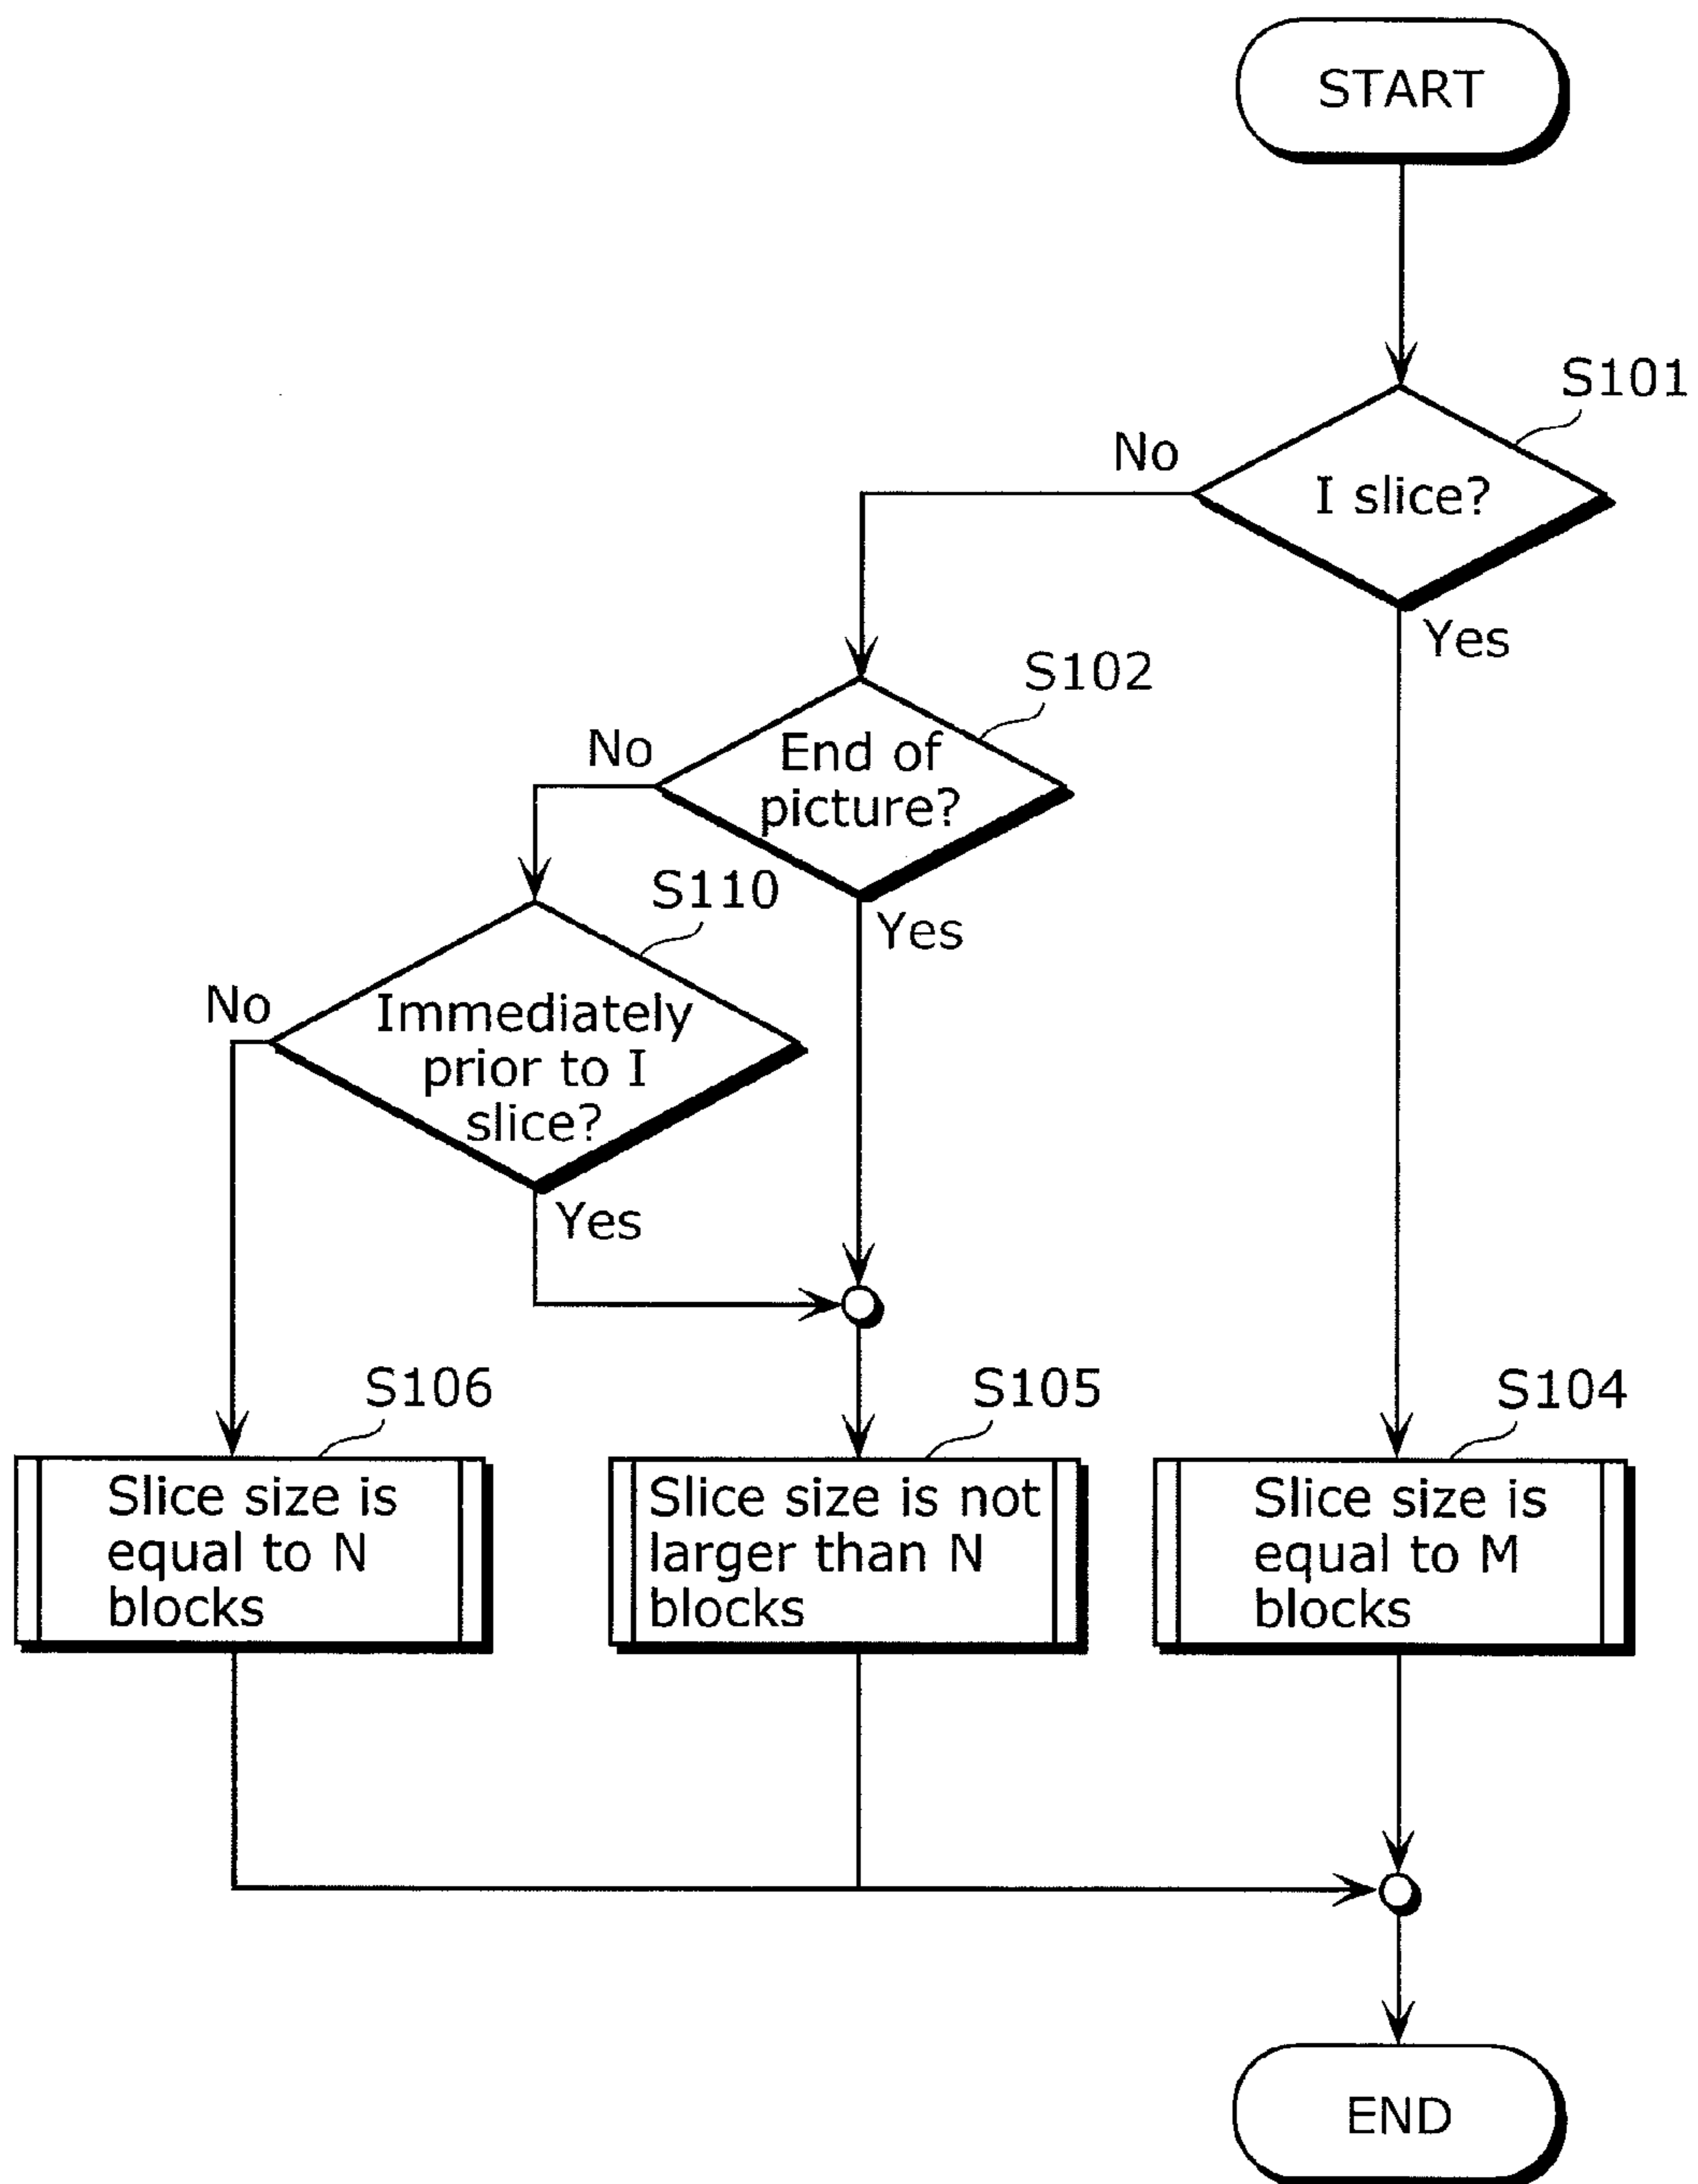 START
S101
No
I slice?
Yes
S102
No
End of
picture?
Yes
S110
No
Immediately
prior to I
slice?
Yes
S106
Slice size is
equal to N
blocks
S105
Slice size is not
larger than N
blocks
S104
Slice size is
equal to M
blocks
END